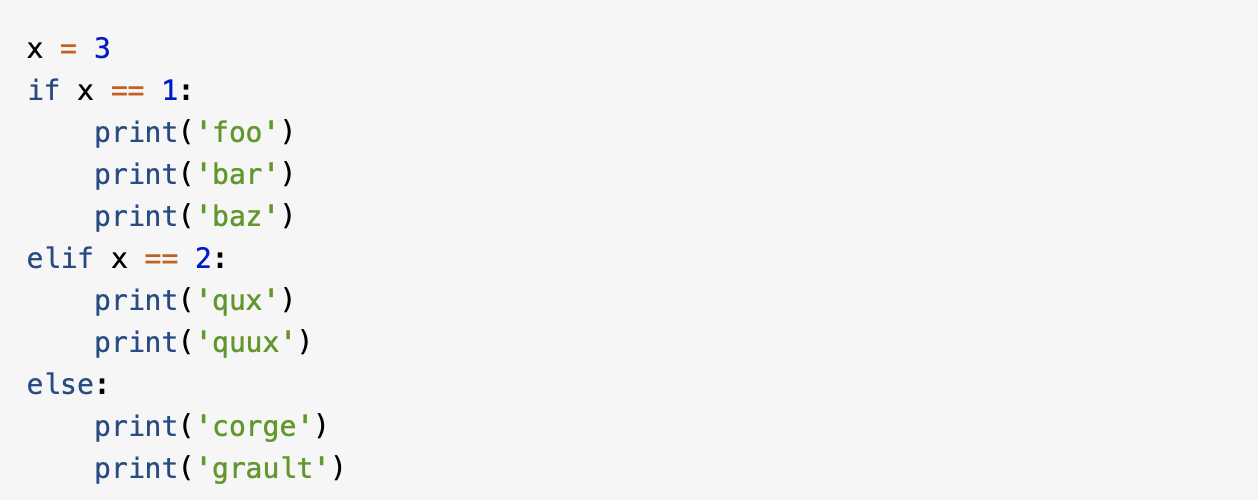 x = 3
if x == 1:
    print('foo')
    print('bar')
    print('baz')
elif x == 2:
    print('qux')
    print('quux')
else:
    print('corge')
    print('grault')